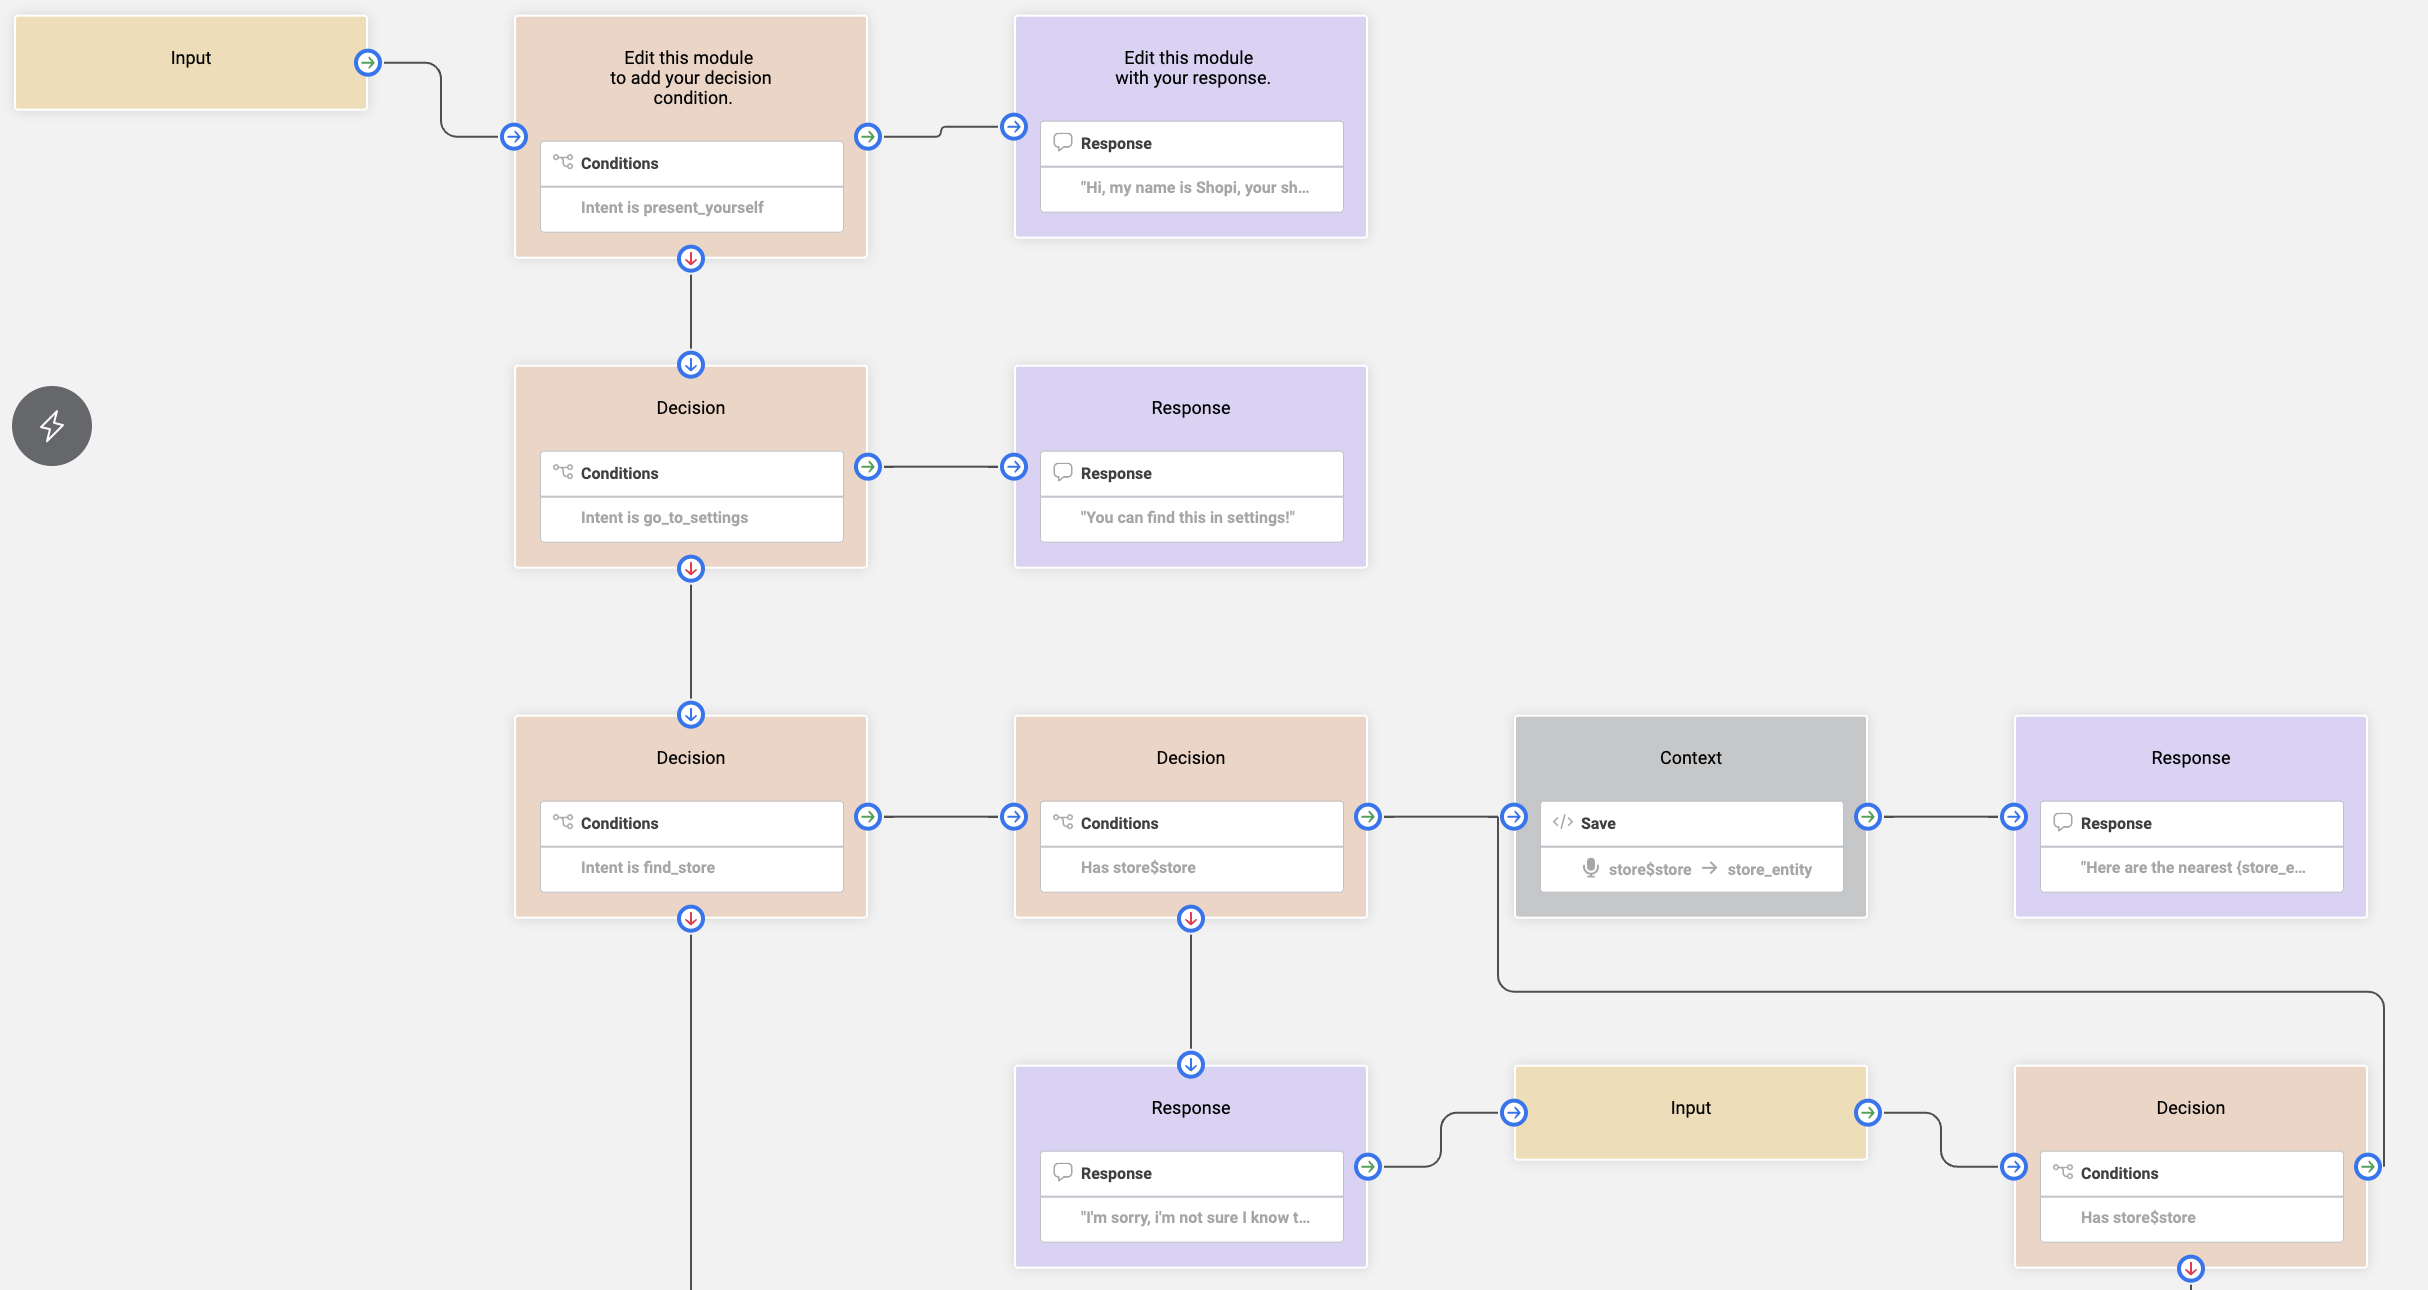 Input
Edit this module
to add your decision
condition.
Conditions
Intent is present_yourself
Edit this module
with your response.
Response
"Hi, my name is Shopi, your sh...
Decision
Conditions
Intent is go_to_settings
Response
Response
"You can find this in settings!"
Decision
Conditions
Intent is find_store
Decision
Conditions
Has store$store
Context
Save
store$store → store_entity
Response
Response
"Here are the nearest {store_e...
Response
Response
"I'm sorry, i'm not sure I know t...
Input
Decision
Conditions
Has store$store